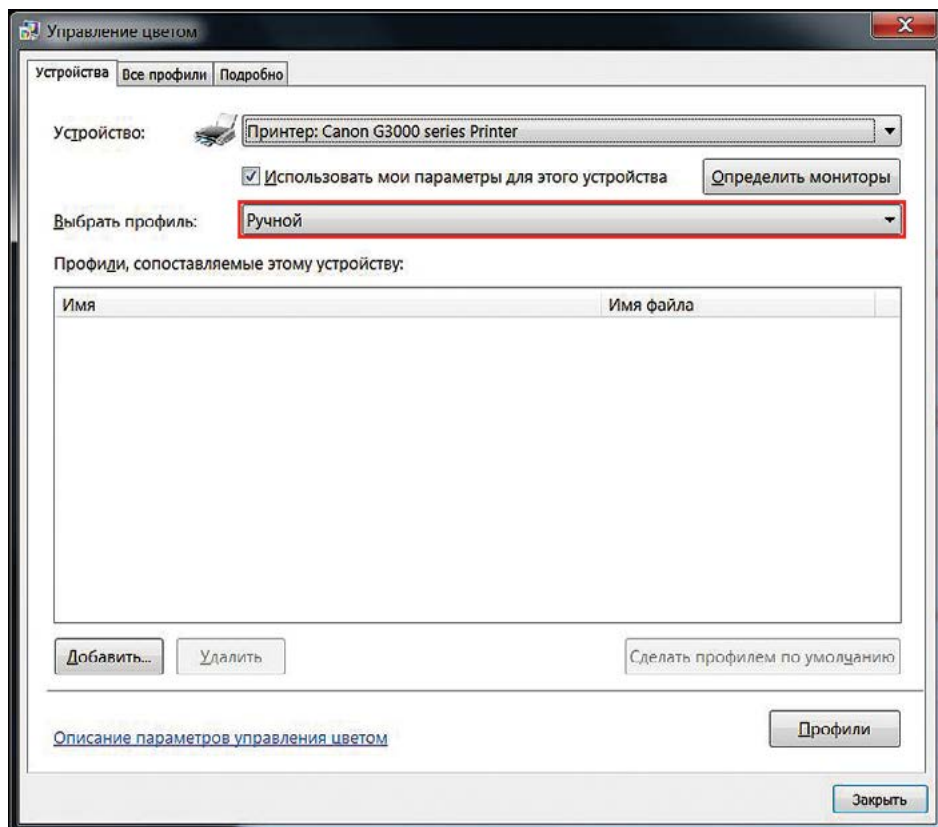 Управление цветом
Устройства Все профили Подробно
Устройство: Принтер: Canon G3000 series Printer
Использовать мои параметры для этого устройства Определить мониторы
Выбрать профиль: Ручной
Профили, сопоставляемые этому устройству:
Имя Имя файла
Добавить... Удалить Сделать профилем по умолчанию
Описание параметров управления цветом Профили
Закрыть